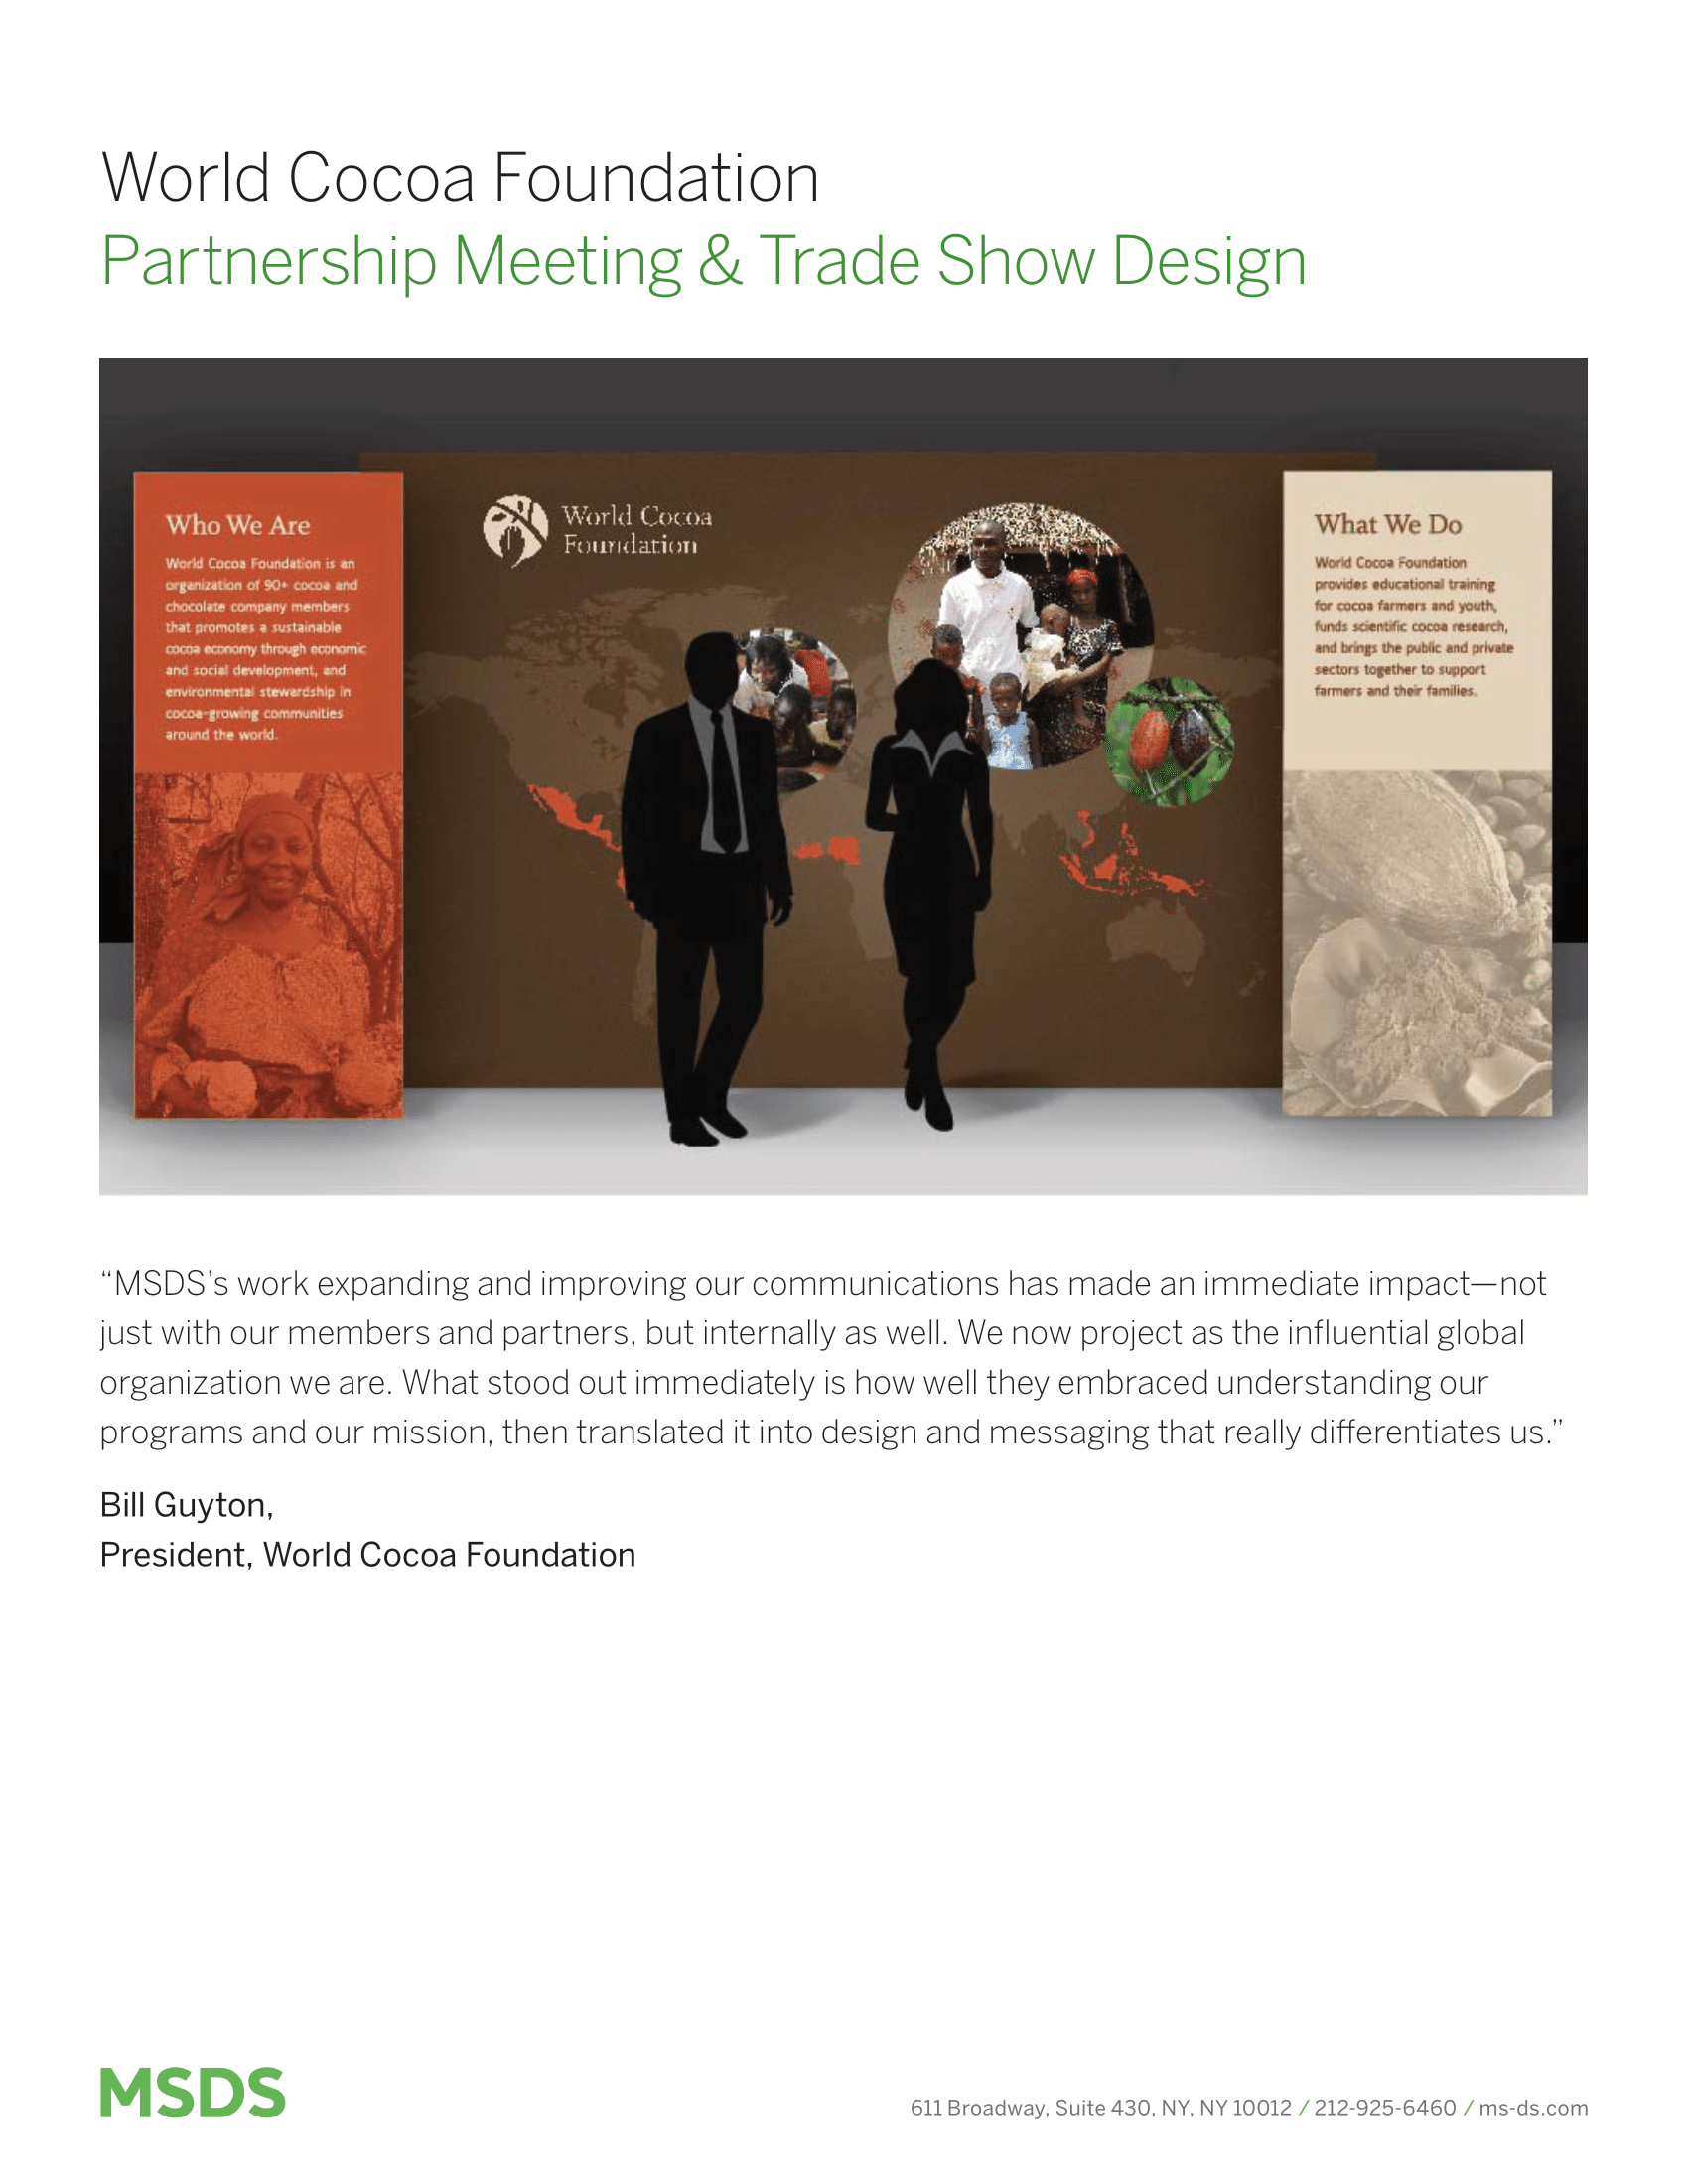 World Cocoa Foundation
Partnership Meeting & Trade Show Design
Who We Are
World Cocoa Foundation is an
organization of 90+ cocoa and
chocolate company members
that promotes a sustainable
cocoa economy through economic
and social development, and
environmental stewardship in
cocoa-growing communities
around the world.
World Cocoa
Foundation
What We Do
World Cocoa Foundation
provides educational training
for cocoa farmers and youth,
funds scientific cocoa research,
and brings the public and private
sectors together to support
farmers and their families.
“MSDS’s work expanding and improving our communications has made an immediate impact—not
just with our members and partners, but internally as well. We now project as the influential global
organization we are. What stood out immediately is how well they embraced understanding our
programs and our mission, then translated it into design and messaging that really differentiates us.”
Bill Guyton,
President, World Cocoa Foundation
MSDS
611 Broadway, Suite 430, NY, NY 10012 / 212-925-6460 / ms-ds.com